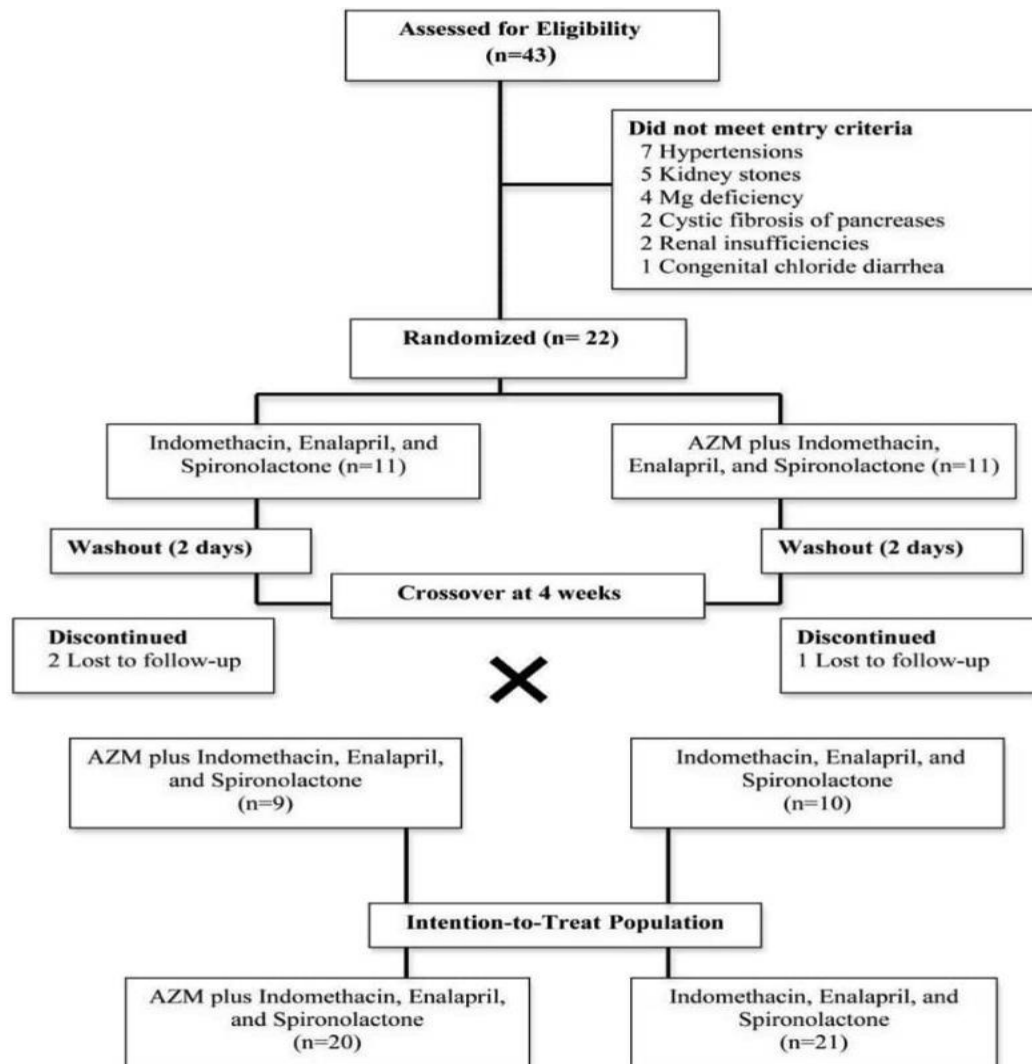 Assessed for Eligibility
(n=43)
Did not meet entry criteria
7 Hypertensions
5 Kidney stones
4 Mg deficiency
2 Cystic fibrosis of pancreases
2 Renal insufficiencies
1 Congenital chloride diarrhea
Randomized (n= 22)
Indomethacin, Enalapril, and
Spironolactone (n=11)
AZM plus Indomethacin,
Enalapril, and Spironolactone (n=11)
Washout (2 days)
Washout (2 days)
Crossover at 4 weeks
Discontinued
2 Lost to follow-up
Discontinued
1 Lost to follow-up
AZM plus Indomethacin, Enalapril,
and Spironolactone
(n=9)
Indomethacin, Enalapril, and
Spironolactone
(n=10)
Intention-to-Treat Population
AZM plus Indomethacin, Enalapril,
and Spironolactone
(n=20)
Indomethacin, Enalapril, and
Spironolactone
(n=21)